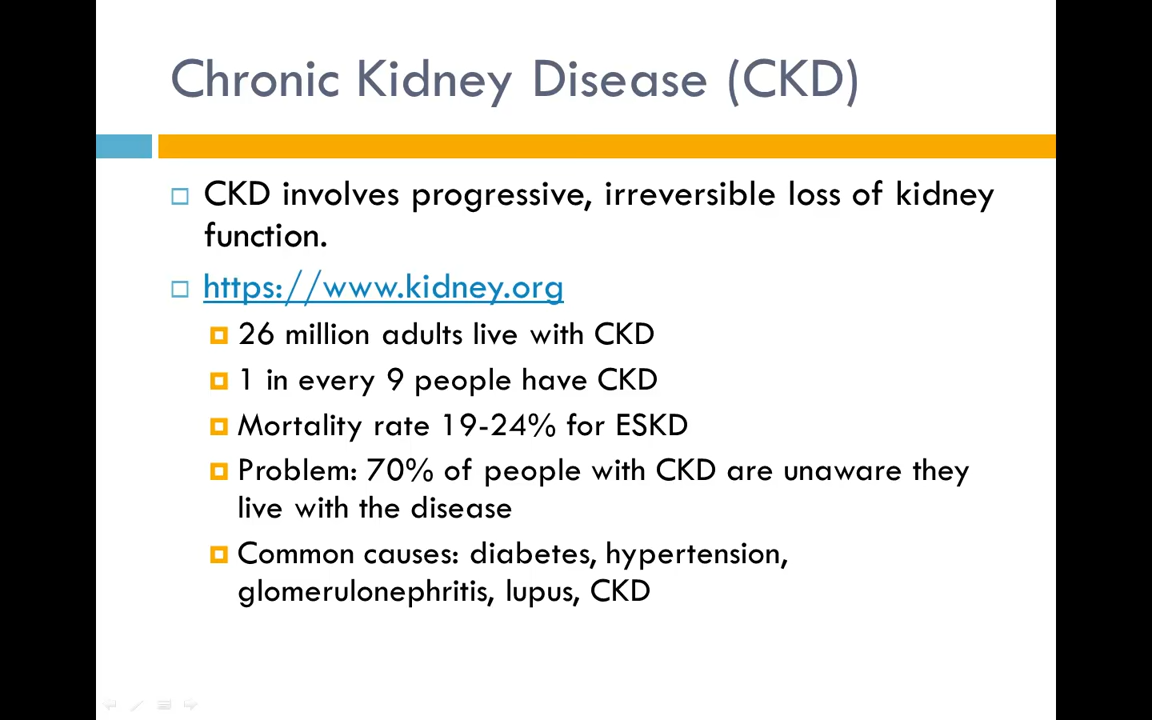 Chronic Kidney Disease (CKD)
CKD involves progressive, irreversible loss of kidney
function.
https://www.kidney.org
26 million adults live with CKD
1 in every 9 people have CKD
Mortality rate 19-24% for ESKD
Problem: 70% of people with CKD are unaware they
live with the disease
Common causes: diabetes, hypertension,
glomerulonephritis, lupus, CKD